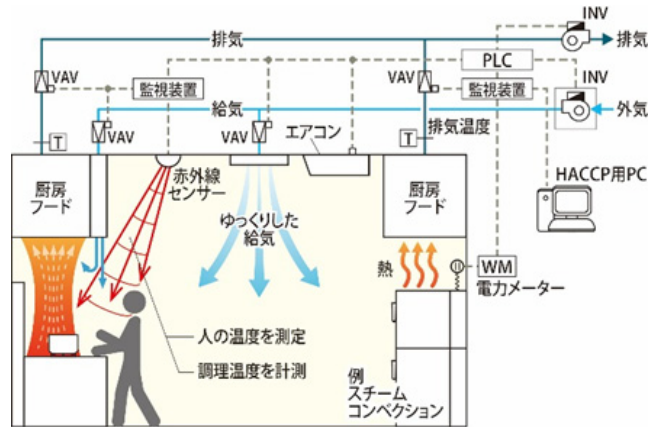 INV
排気
排気
PLC
VAV
VAV
INV
監視装置
監視装置
給気
外気
VAV
VAV
エアコン
T
T
排気温度
赤外線
センサー
HACCP用PC
厨房
フード
厨房
フード
ゆっくりした
給気
熱
WM
電力メーター
人の温度を測定
調理温度を計測
例
スチーム
コンベクション